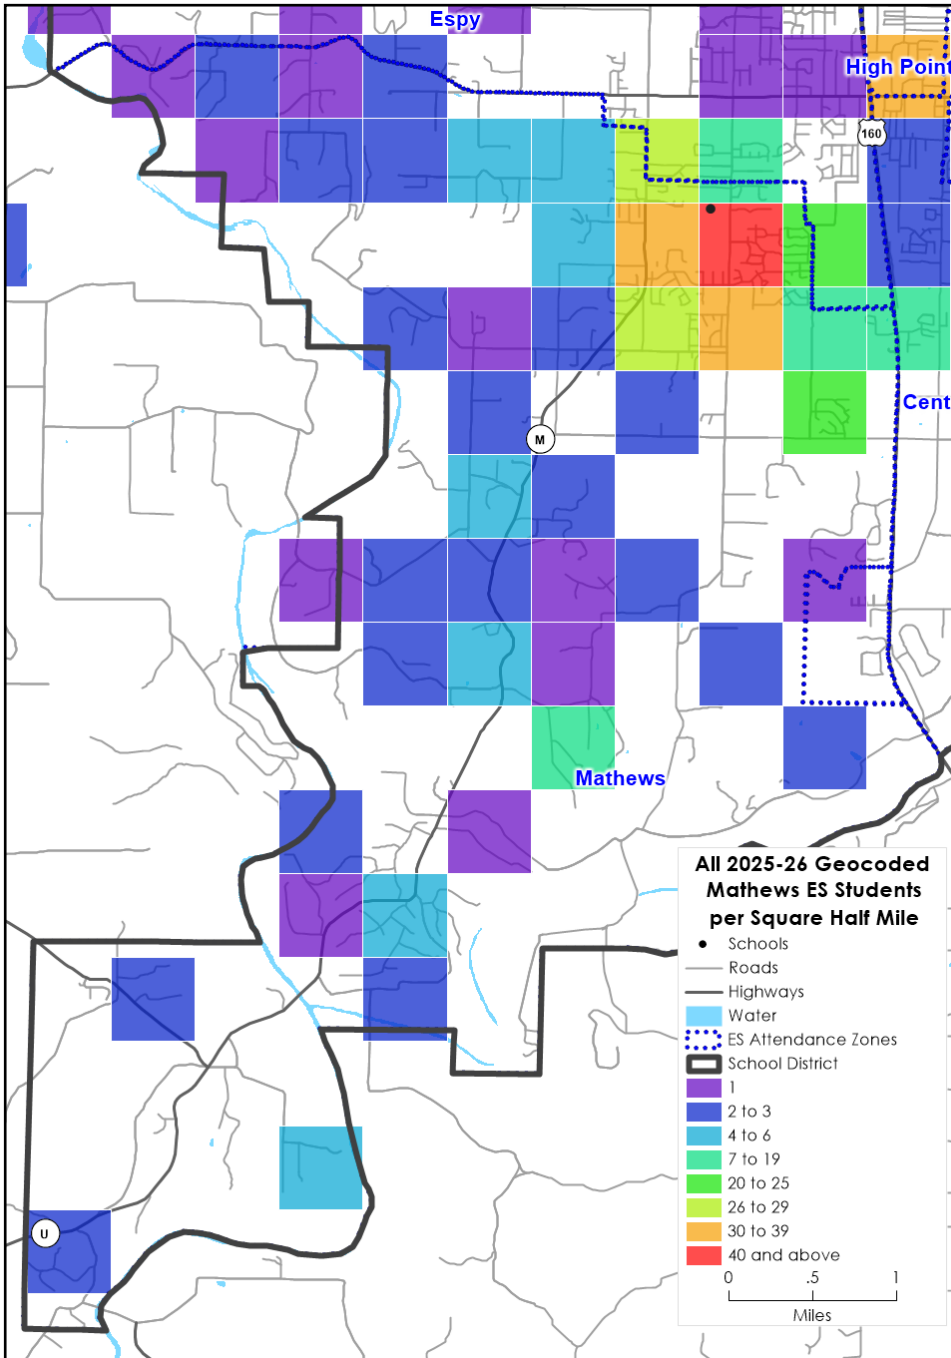 Espy
High Point
160
Cent
M
Mathews
U
All 2025-26 Geocoded
Mathews ES Students
per Square Half Mile
Schools
Roads
Highways
Water
ES Attendance Zones
School District
1
2 to 3
4 to 6
7 to 19
20 to 25
26 to 29
30 to 39
40 and above
0 .5 1
Miles